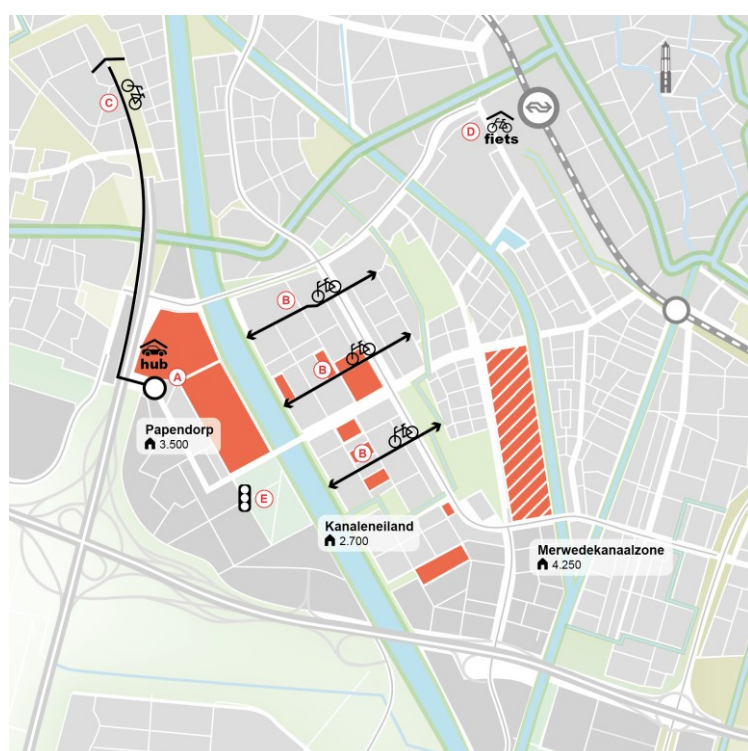 C
D
fiets
B
hub
A
B
Papendorp
3.500
B
E
Kanaleneiland
2.700
Merwedekanaalzone
4.250